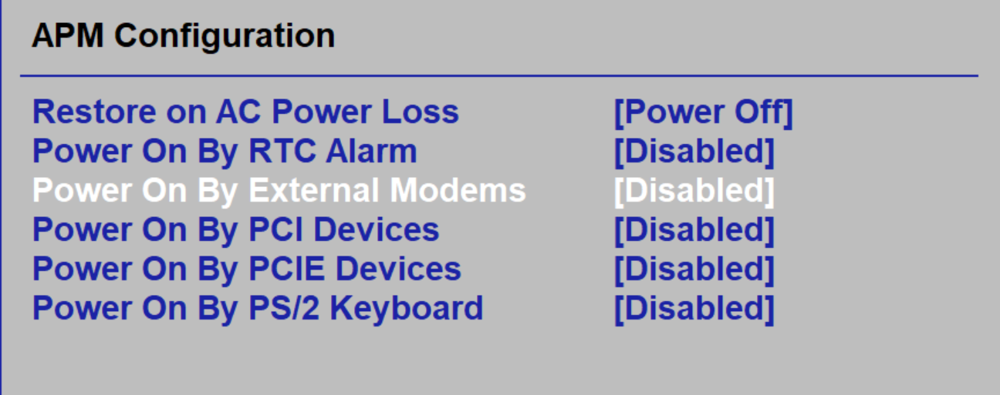 APM Configuration
Restore on AC Power Loss [Power Off]
Power On By RTC Alarm [Disabled]
Power On By External Modems [Disabled]
Power On By PCI Devices [Disabled]
Power On By PCIE Devices [Disabled]
Power On By PS/2 Keyboard [Disabled]